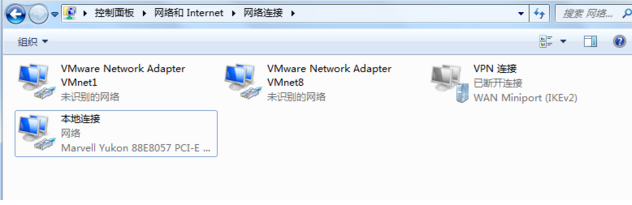 控制面板 ▸ 网络和 Internet ▸ 网络连接 ▸
搜索 网络...
组织 ▼
VMware Network Adapter
VMnet1
未识别的网络
VMware Network Adapter
VMnet8
未识别的网络
VPN 连接
已断开连接
WAN Miniport (IKEv2)
本地连接
网络
Marvell Yukon 88E8057 PCI-E ...